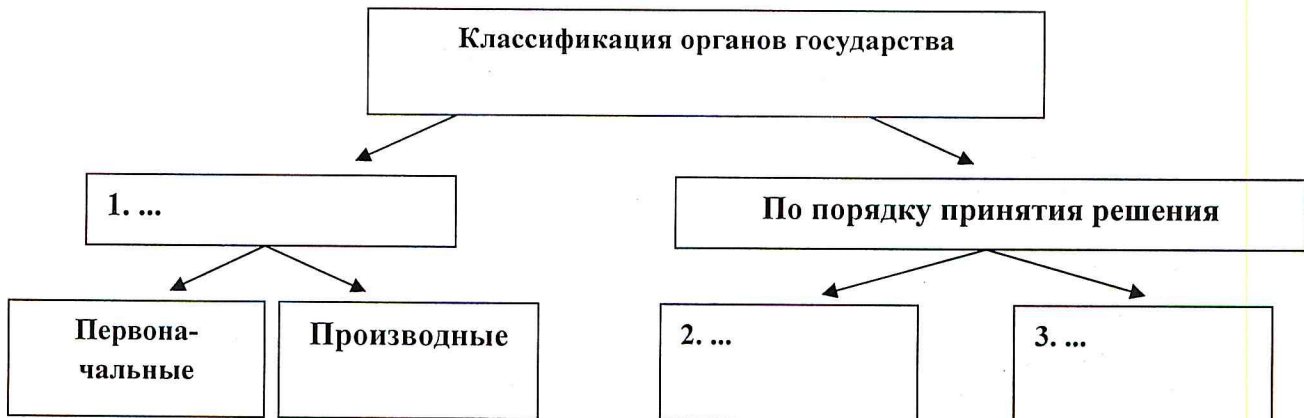 Классификация органов государства
1. ...
По порядку принятия решения
Первона-
чальные
Производные
2. ...
3. ...